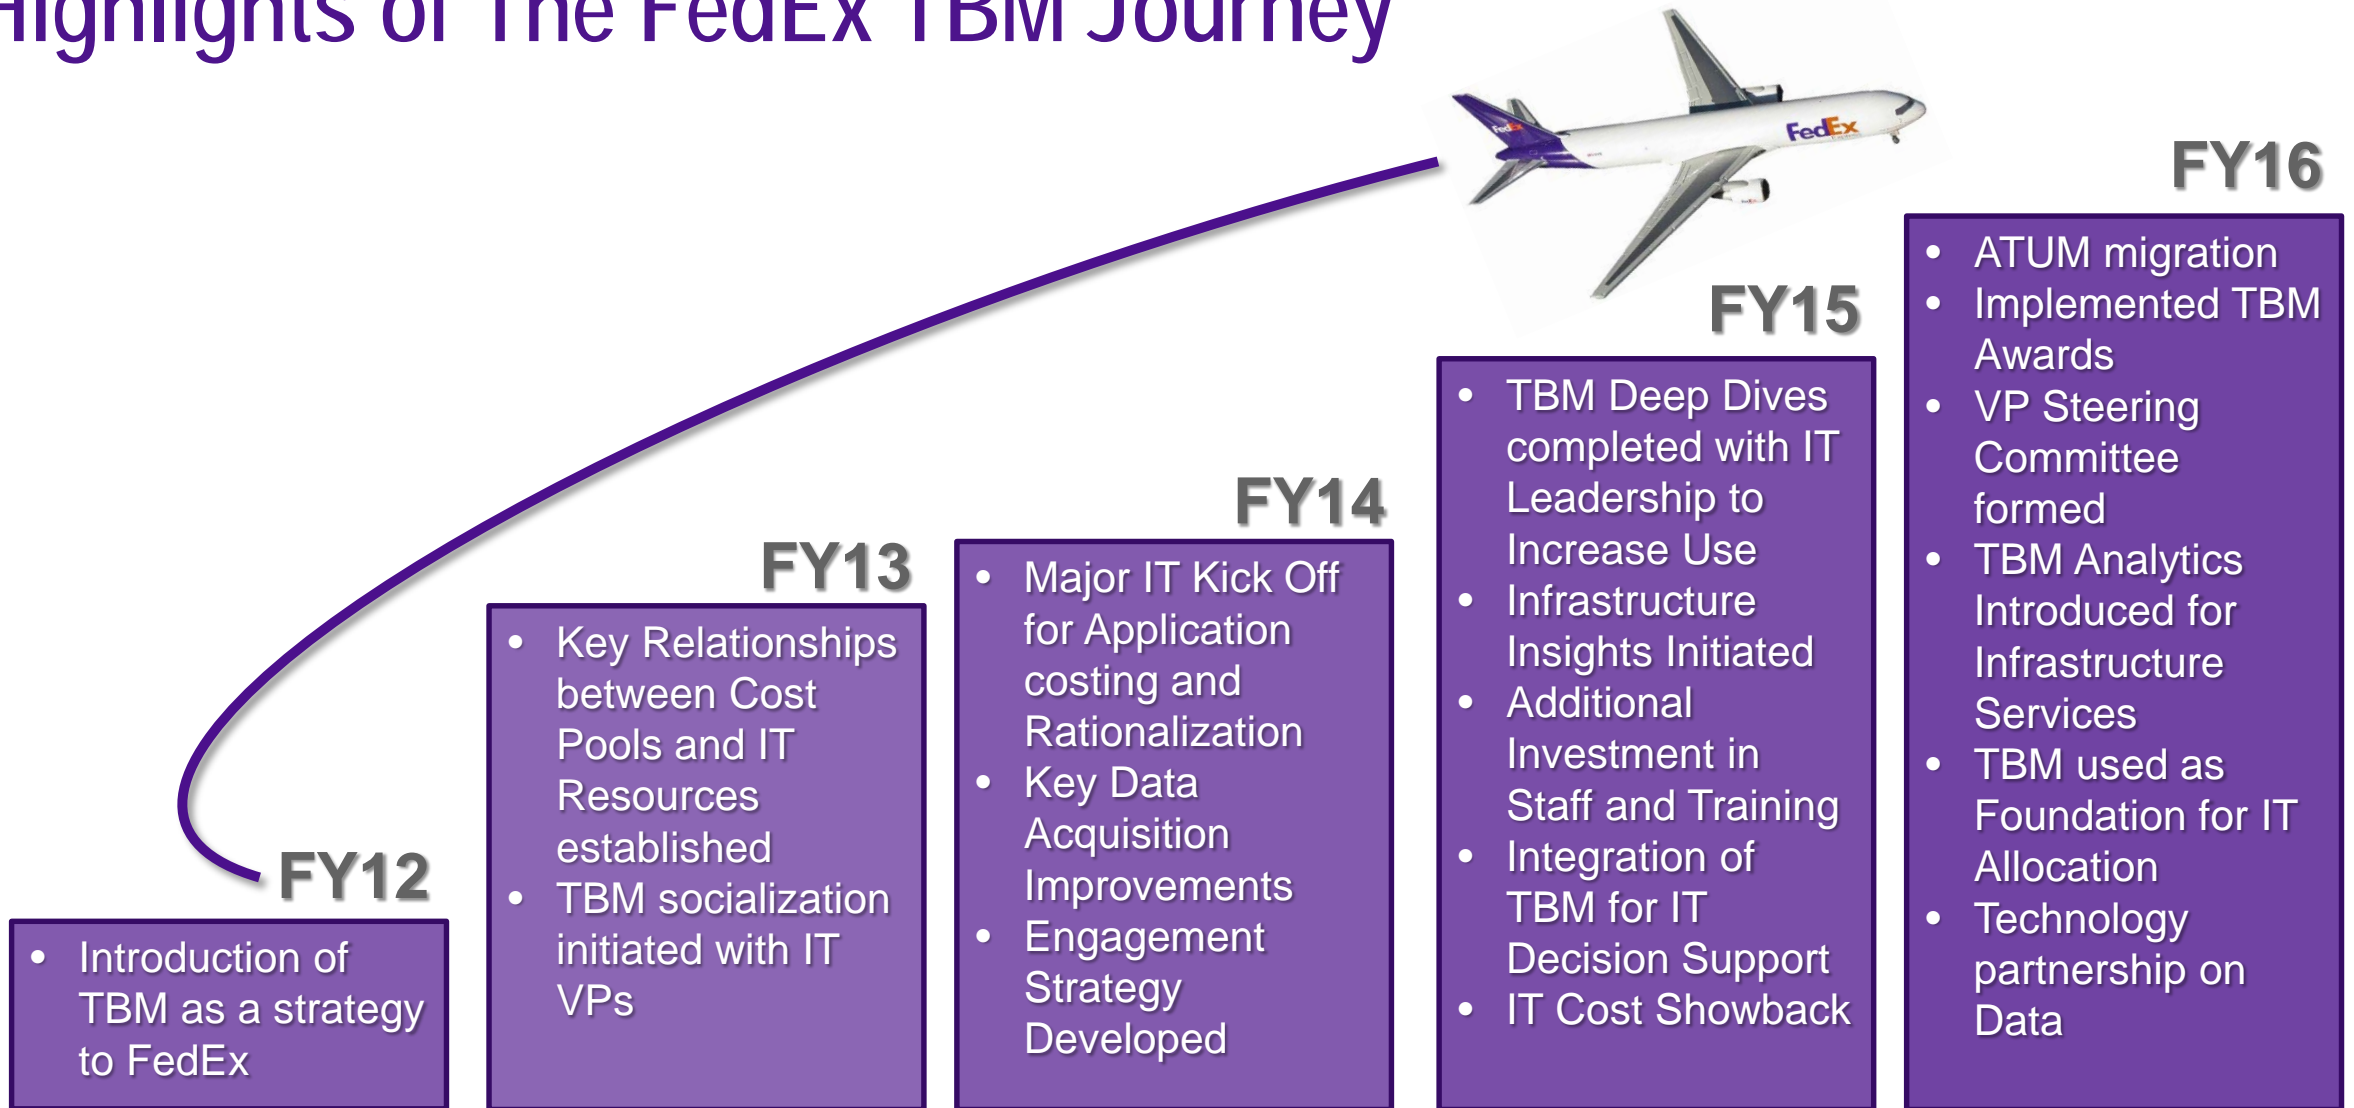 Highlights of The FedEx TBM Journey
FedEx
FedEx
FY16
FY15
FY14
FY13
FY12
• Introduction of
TBM as a strategy
to FedEx
• Key Relationships
between Cost
Pools and IT
Resources
established
• TBM socialization
initiated with IT
VPs
• Major IT Kick Off
for Application
costing and
Rationalization
• Key Data
Acquisition
Improvements
• Engagement
Strategy
Developed
• TBM Deep Dives
completed with IT
Leadership to
Increase Use
• Infrastructure
Insights Initiated
• Additional
Investment in
Staff and Training
• Integration of
TBM for IT
Decision Support
• IT Cost Showback
• ATUM migration
• Implemented TBM
Awards
• VP Steering
Committee
formed
• TBM Analytics
Introduced for
Infrastructure
Services
• TBM used as
Foundation for IT
Allocation
• Technology
partnership on
Data